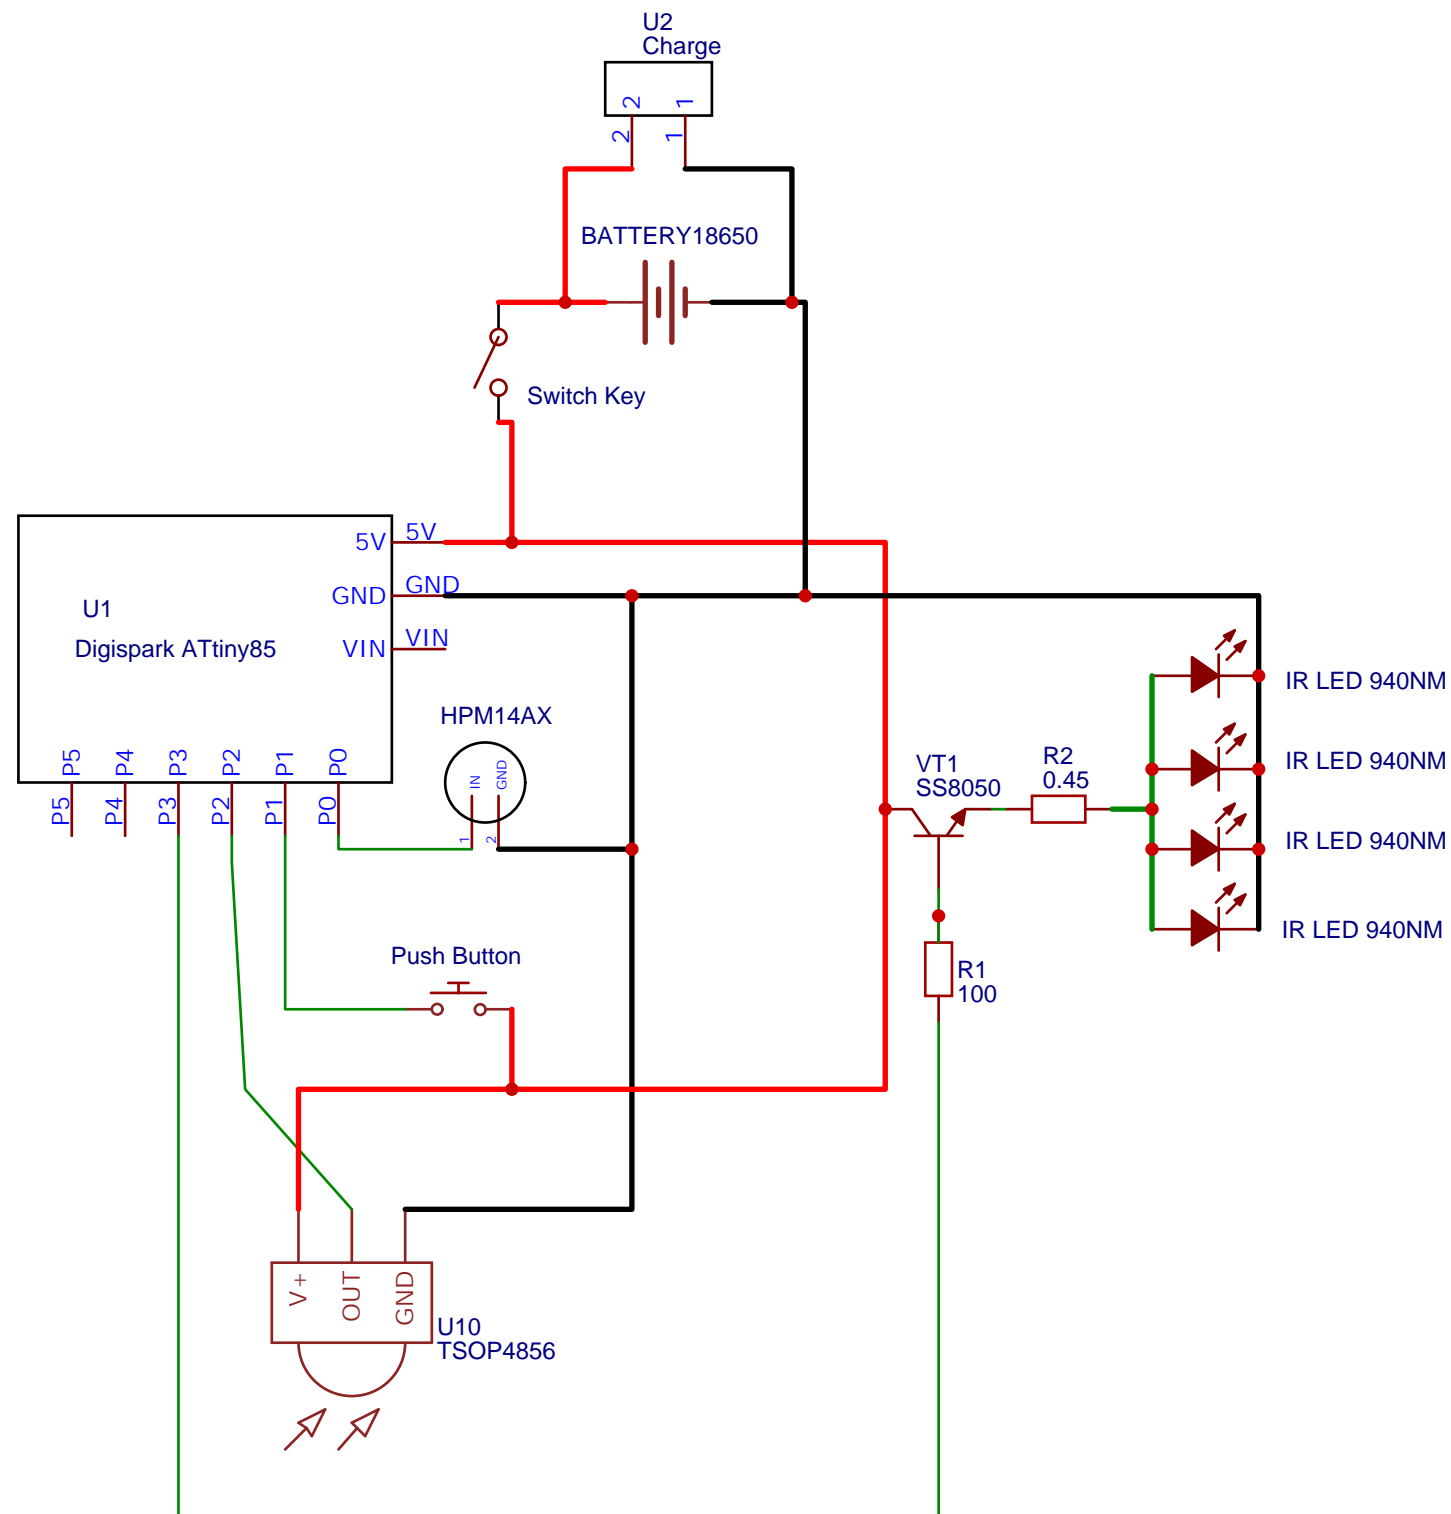 U2
Charge
2
1
2
1
BATTERY18650
Switch Key
5V
5V
GND
GND
VIN
VIN
U1
Digispark ATtiny85
P5
P4
P3
P2
P1
P0
P5
P4
P3
P2
P1
P0
HPM14AX
IN
GND
1
2
VT1
SS8050
R2
0.45
IR LED 940NM
IR LED 940NM
IR LED 940NM
IR LED 940NM
Push Button
R1
100
V+
OUT
GND
U10
TSOP4856